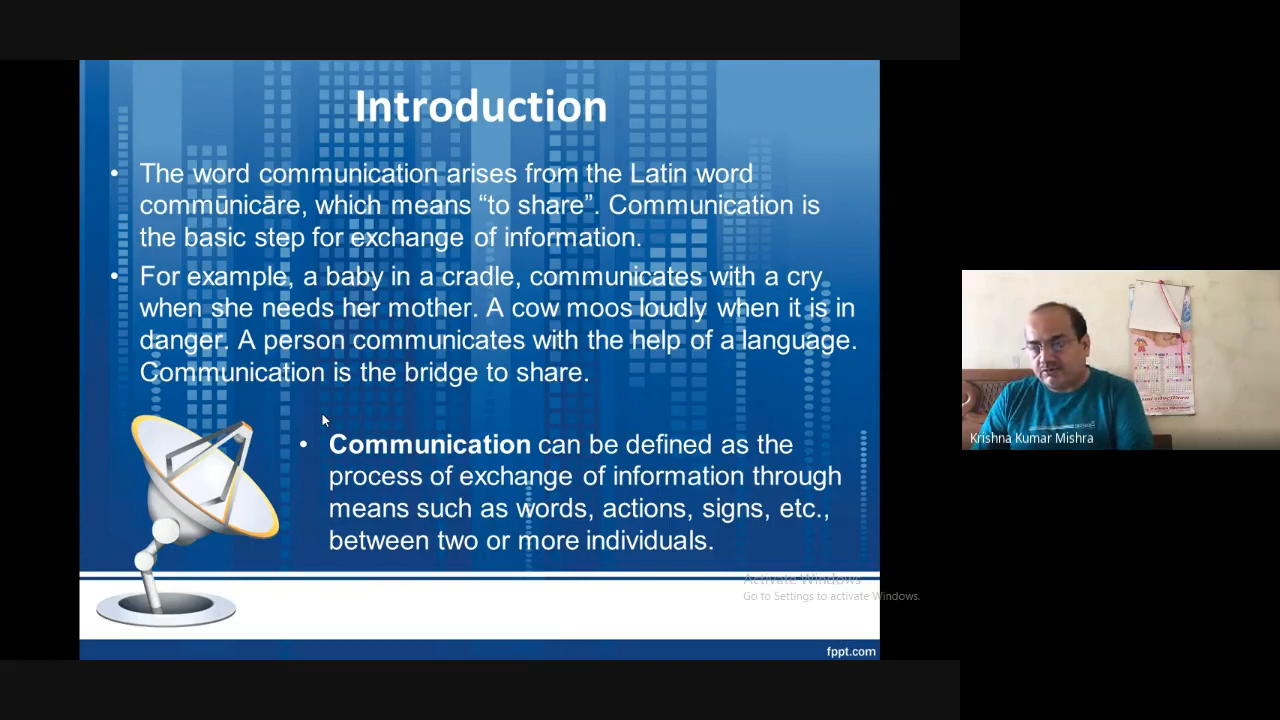 Introduction
• The word communication arises from the Latin word
commūnicāre, which means “to share”. Communication is
the basic step for exchange of information.
• For example, a baby in a cradle, communicates with a cry
when she needs her mother. A cow moos loudly when it is in
danger. A person communicates with the help of a language.
Communication is the bridge to share.
• Communication can be defined as the
process of exchange of information through
means such as words, actions, signs, etc.,
between two or more individuals.
Activate Windows
Go to Settings to activate Windows.
fppt.com
Krishna Kumar Mishra